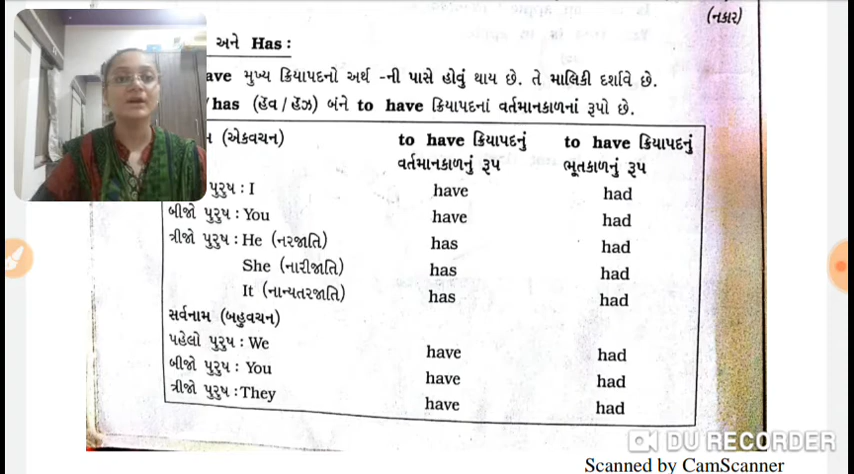 (નકાર)
અને Has :
ave મુખ્ય ક્રિયાપદનો અર્થ -ની પાસે હોવું થાય છે. તે માલિકી દર્શાવે છે.
/ has (હૅવ / હૅઝ) બંને to have ક્રિયાપદનાં વર્તમાનકાળનાં રૂપો છે.
(એકવચન) to have ક્રિયાપદનું to have ક્રિયાપદનું
વર્તમાનકાળનું રૂપ ભૂતકાળનું રૂપ
પુરુષ : I have had
બીજો પુરુષ : You have had
ત્રીજો પુરુષ : He (નરજાતિ) has had
She (નારીજાતિ) has had
It (નાન્યતરજાતિ) has had
સર્વનામ (બહુવચન)
પહેલો પુરુષ : We have had
બીજો પુરુષ : You have had
ત્રીજો પુરુષ : They have had
DU RECORDER
Scanned by CamScanner